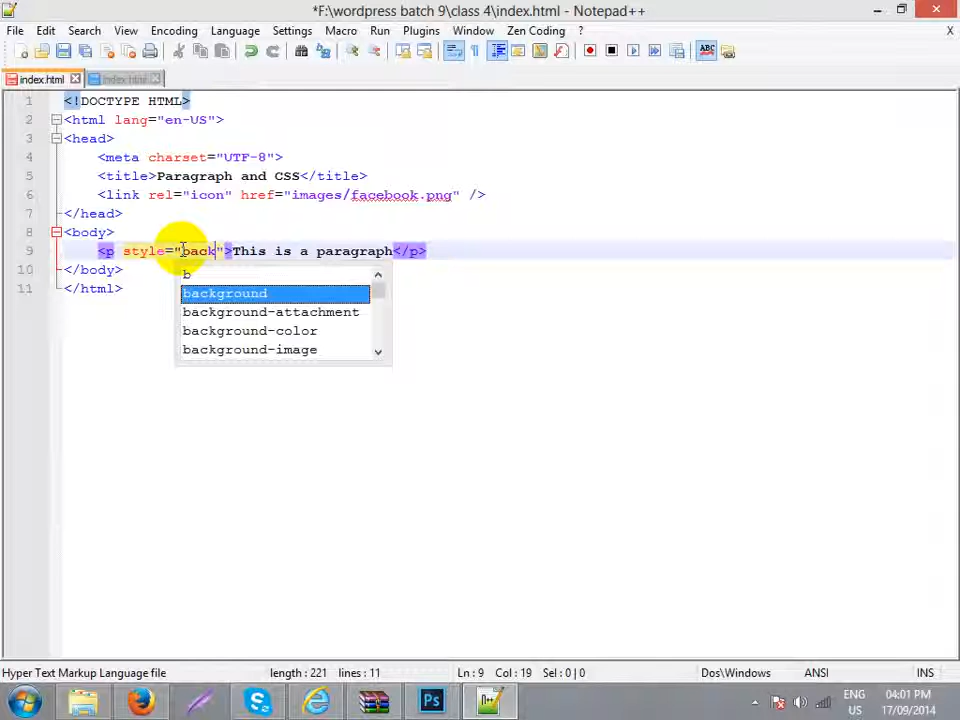 *F:\wordpress batch 9\class 4\index.html - Notepad++
File Edit Search View Encoding Language Settings Macro Run Plugins Window Zen Coding ? X
index.html index.html
1 <!DOCTYPE HTML>
2 <html lang="en-US">
3 <head>
4 <meta charset="UTF-8">
5 <title>Paragraph and CSS</title>
6 <link rel="icon" href="images/facebook.png" />
7 </head>
8 <body>
9 <p style="back">This is a paragraph</p>
10 </body>
11 </html>
b
background
background-attachment
background-color
background-image
Hyper Text Markup Language file length : 221 lines : 11 Ln : 9 Col : 19 Sel : 0 | 0 Dos\Windows ANSI INS
ENG 04:01 PM
US 17/09/2014